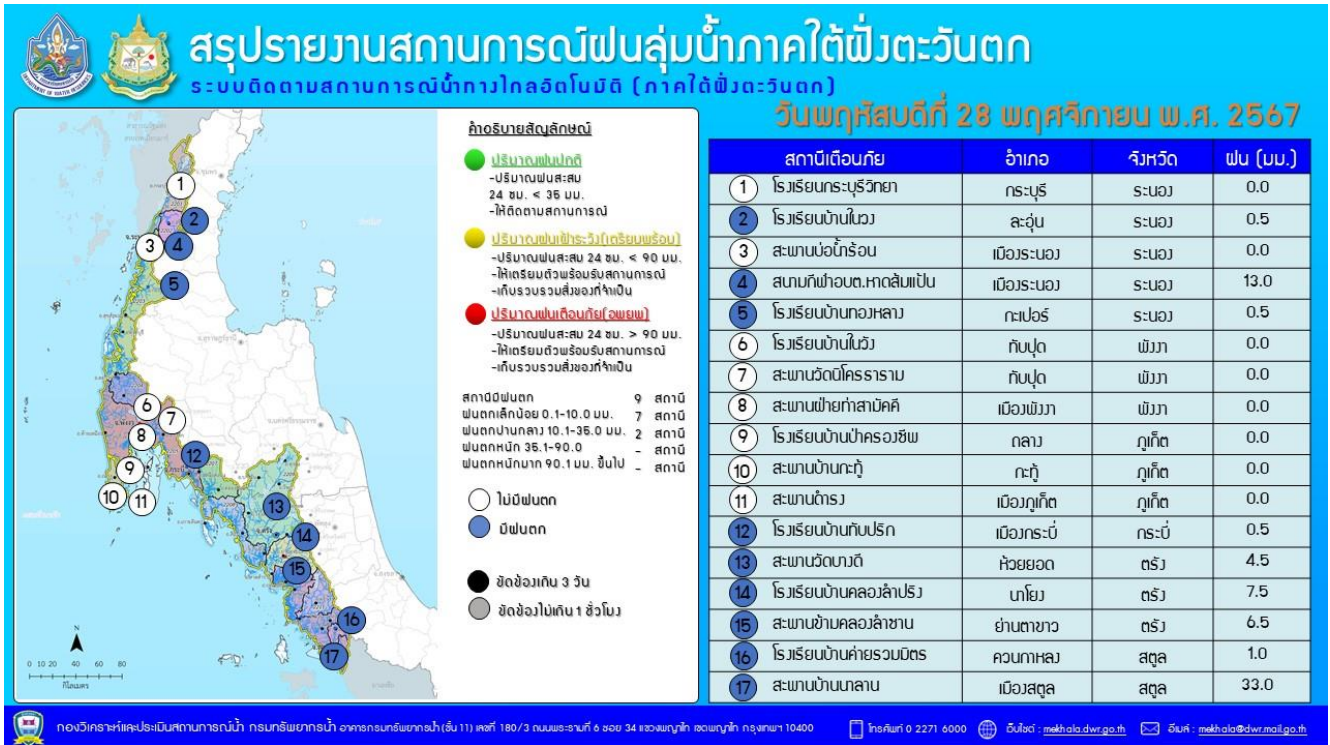 สรุปรายงานสถานการณ์ฝนลุ่มน้ำภาคใต้ฝั่งตะวันตก
ระบบติดตามสถานการณ์น้ำทางไกลอัตโนมัติ (ภาคใต้ฝั่งตะวันตก)
วันพฤหัสบดีที่ 28 พฤศจิกายน พ.ศ. 2567
คำอธิบายสัญลักษณ์
ปริมาณฝนปกติ
-ปริมาณฝนสะสม
24 ชม. < 35 มม.
-ให้ติดตามสถานการณ์
ปริมาณฝนเฝ้าระวัง(เตรียมพร้อม)
-ปริมาณฝนสะสม 24 ชม. < 90 มม.
-ให้เตรียมตัวพร้อมรับสถานการณ์
-เก็บรวบรวมสิ่งของที่จำเป็น
ปริมาณฝนเตือนภัย(อพยพ)
-ปริมาณฝนสะสม 24 ชม. > 90 มม.
-ให้เตรียมตัวพร้อมรับสถานการณ์
-เก็บรวบรวมสิ่งของที่จำเป็น
สถานีมีฝนตก 9 สถานี
ฝนตกเล็กน้อย 0.1-10.0 มม. 7 สถานี
ฝนตกปานกลาง 10.1-35.0 มม. 2 สถานี
ฝนตกหนัก 35.1-90.0 - สถานี
ฝนตกหนักมาก 90.1 มม. ขึ้นไป - สถานี
ไม่มีฝนตก
มีฝนตก
ขัดข้องเกิน 3 วัน
ขัดข้องไม่เกิน 1 ชั่วโมง
1
2
3 4
5
6
7
8
9
10 11
12
13
14
15
16
17
N
0 10 20 40 60 80
กิโลเมตร
สถานีเตือนภัย อำเภอ จังหวัด ฝน (มม.)
1 โรงเรียนกระบุรีวิทยา กระบุรี ระนอง 0.0
2 โรงเรียนบ้านในวง ละอุ่น ระนอง 0.5
3 สะพานบ่อน้ำร้อน เมืองระนอง ระนอง 0.0
4 สนามกีฬาอบต.หาดส้มแป้น เมืองระนอง ระนอง 13.0
5 โรงเรียนบ้านทองหลาง กะเปอร์ ระนอง 0.5
6 โรงเรียนบ้านในวัง ทับปุด พังงา 0.0
7 สะพานวัดนิโครธาราม ทับปุด พังงา 0.0
8 สะพานฝ่ายท่าสามัคคี เมืองพังงา พังงา 0.0
9 โรงเรียนบ้านป่าครองชีพ ถลาง ภูเก็ต 0.0
10 สะพานบ้านกะทู้ กะทู้ ภูเก็ต 0.0
11 สะพานดำรง เมืองภูเก็ต ภูเก็ต 0.0
12 โรงเรียนบ้านทับปริก เมืองกระบี่ กระบี่ 0.5
13 สะพานวัดบางดี ห้วยยอด ตรัง 4.5
14 โรงเรียนบ้านคลองลำปริง นาโยง ตรัง 7.5
15 สะพานข้ามคลองลำชาน ย่านตาขาว ตรัง 6.5
16 โรงเรียนบ้านค่ายรวมมิตร ควนกาหลง สตูล 1.0
17 สะพานบ้านนาลาน เมืองสตูล สตูล 33.0
กองวิเคราะห์และประเมินสถานการณ์น้ำ กรมทรัพยากรน้ำ อาคารกรมทรัพยากรน้ำ(ชั้น 11) เลขที่ 180/3 ถนนพระรามที่ 6 ซอย 34 แขวงพญาไท เขตพญาไท กรุงเทพฯ 10400 โทรศัพท์ 0 2271 6000 เว็บไซต์ : mekhala.dwr.go.th อีเมล์ : mekhala@dwr.mail.go.th